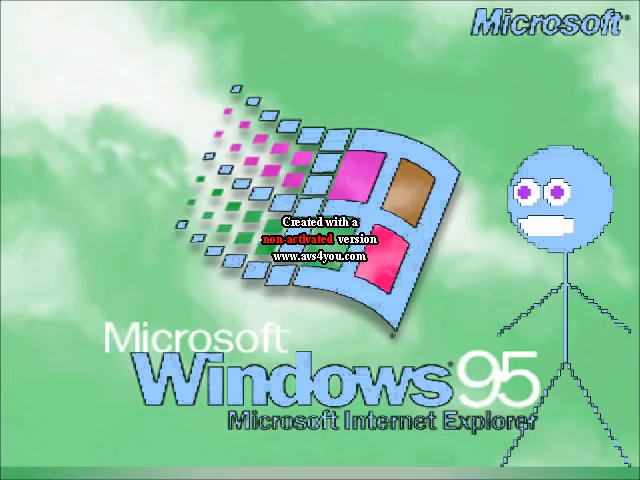 Microsoft
Created with a
non-activated version
www.avs4you.com
Microsoft
Windows 95
Microsoft Internet Explorer